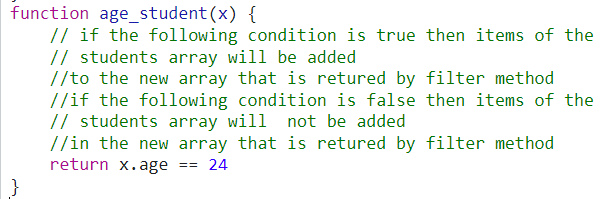 function age_student(x) {
// if the following condition is true then items of the
// students array will be added
//to the new array that is retured by filter method
//if the following condition is false then items of the
// students array will  not be added
//in the new array that is retured by filter method
return x.age == 24
}